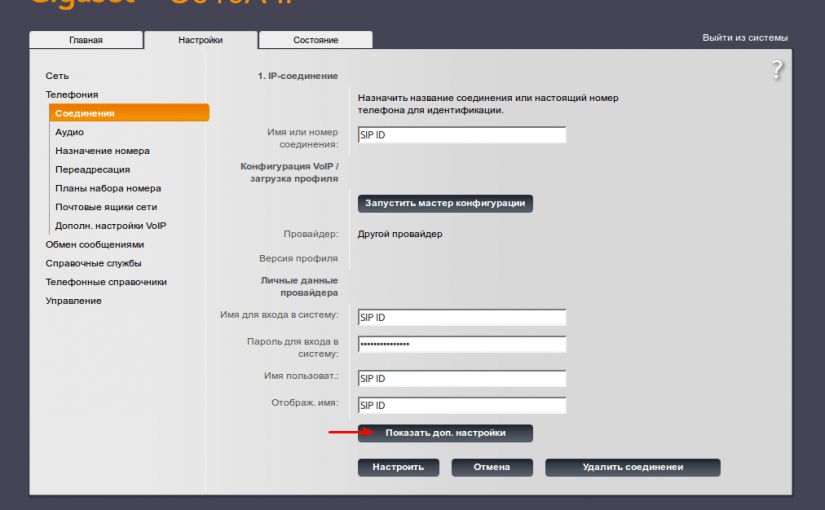 Главная
Настройки
Состояние
Выйти из системы
?
Сеть
Телефония
Соединения
Аудио
Назначение номера
Переадресация
Планы набора номера
Почтовые ящики сети
Дополн. настройки VoIP
Обмен сообщениями
Справочные службы
Телефонные справочники
Управление
1. IP-соединение
Назначить название соединения или настоящий номер
телефона для идентификации.
Имя или номер
соединения:
SIP ID
Конфигурация VoIP /
загрузка профиля
Запустить мастер конфигурации
Провайдер:
Другой провайдер
Версия профиля
Личные данные
провайдера
Имя для входа в систему:
SIP ID
Пароль для входа в
систему:
Имя пользоват.:
SIP ID
Отображ. имя:
SIP ID
Показать доп. настройки
Настроить
Отмена
Удалить соединенеи